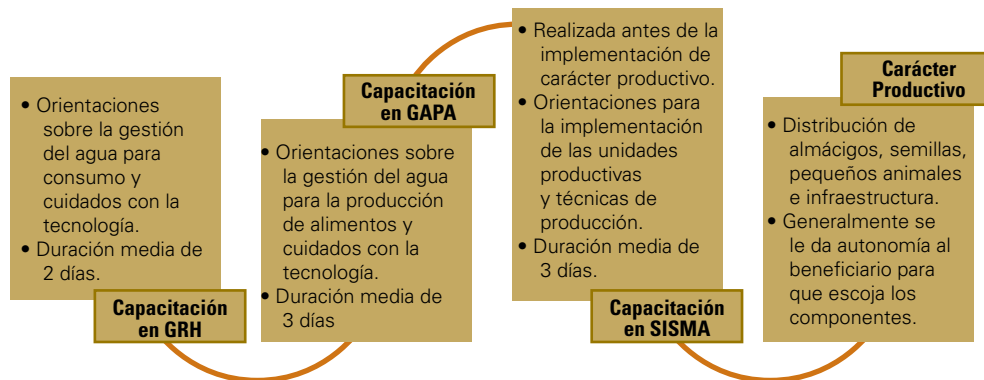 • Orientaciones
sobre la gestión
del agua para
consumo y
cuidados con la
tecnología.
• Duración media de
2 días.
Capacitación
en GRH
Capacitación
en GAPA
• Orientaciones sobre
la gestión del agua
para la producción
de alimentos y
cuidados con la
tecnología.
• Duración media de
3 días
• Realizada antes de la
implementación de
carácter productivo.
• Orientaciones para
la implementación
de las unidades
productivas
y técnicas de
producción.
• Duración media de
3 días.
Capacitación
en SISMA
Carácter
Productivo
• Distribución de
almácigos, semillas,
pequeños animales
e infraestructura.
• Generalmente se
le da autonomía al
beneficiario para
que escoja los
componentes.